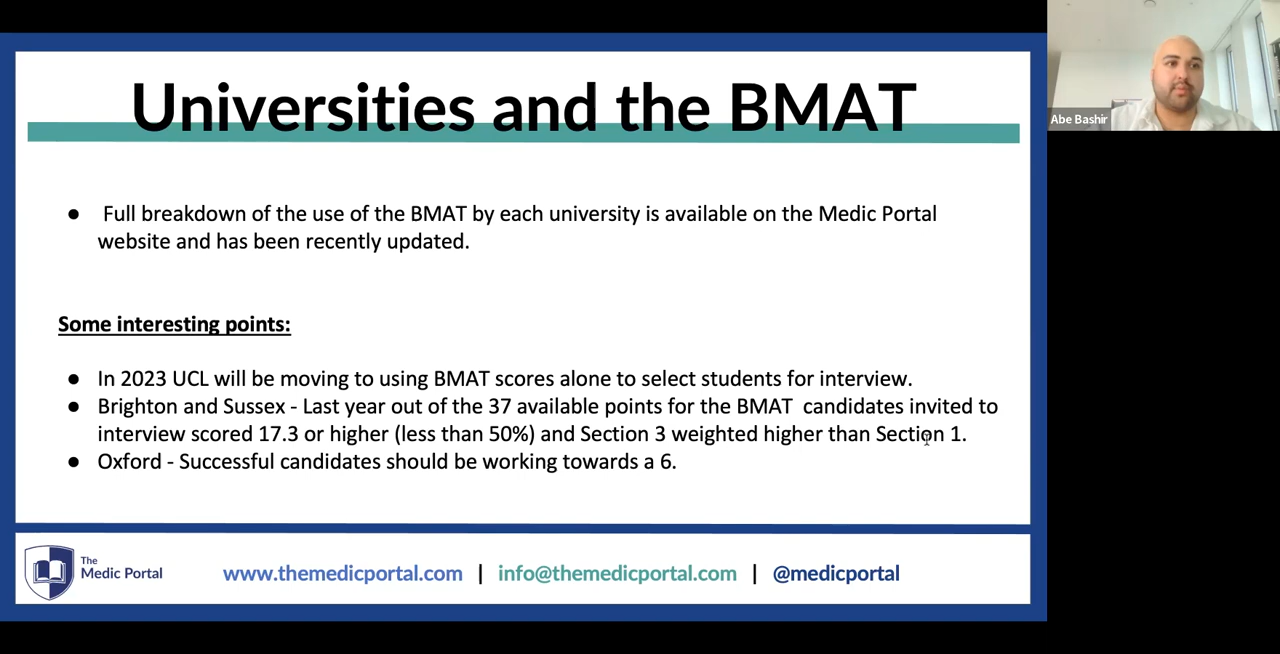 Universities and the BMAT
Abe Bashir
● Full breakdown of the use of the BMAT by each university is available on the Medic Portal
website and has been recently updated.
Some interesting points:
● In 2023 UCL will be moving to using BMAT scores alone to select students for interview.
● Brighton and Sussex - Last year out of the 37 available points for the BMAT candidates invited to
interview scored 17.3 or higher (less than 50%) and Section 3 weighted higher than Section 1.
● Oxford - Successful candidates should be working towards a 6.
The
Medic Portal
www.themedicportal.com | info@themedicportal.com | @medicportal